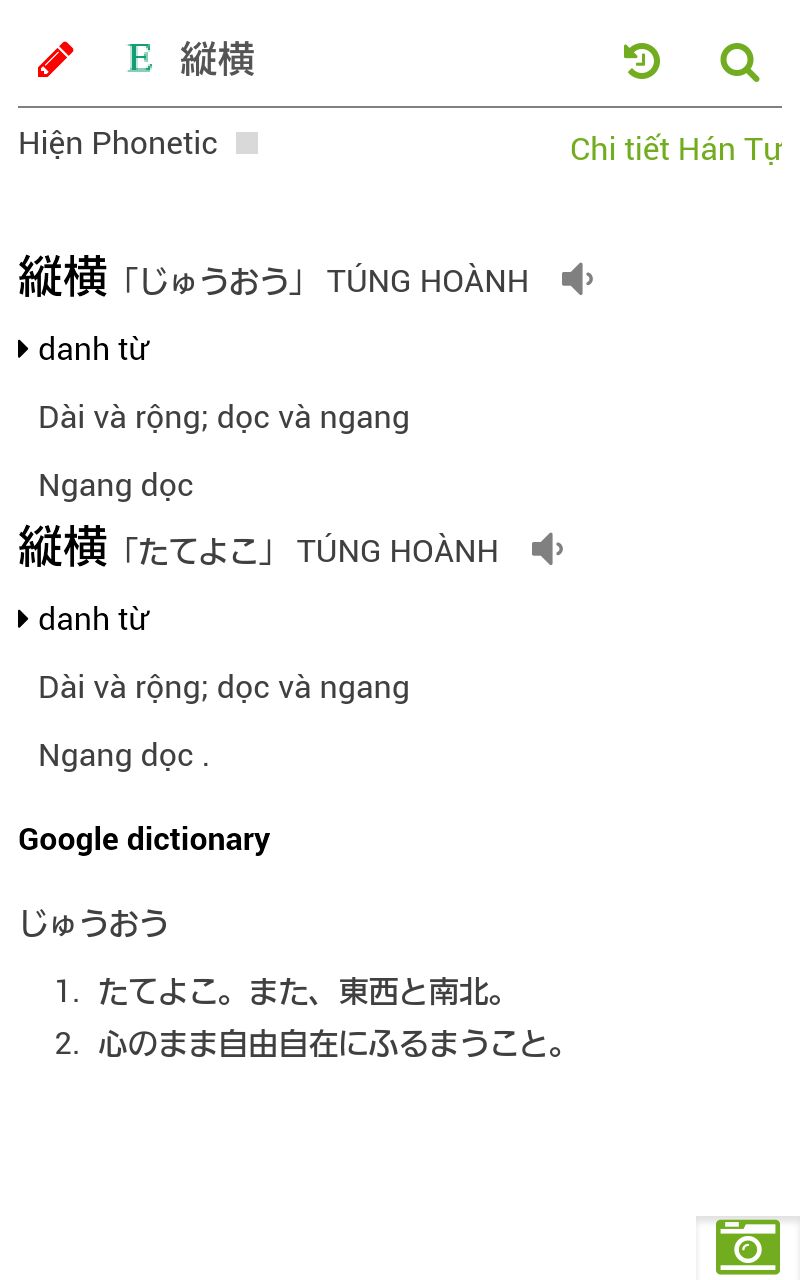 E 縦横
Hiện Phonetic
Chi tiết Hán Tự
縦横「じゅうおう」 TÚNG HOÀNH
danh từ
Dài và rộng; dọc và ngang
Ngang dọc
縦横「たてよこ」 TÚNG HOÀNH
danh từ
Dài và rộng; dọc và ngang
Ngang dọc .
Google dictionary
じゅうおう
1. たてよこ。また、東西と南北。
2. 心のまま自由自在にふるまうこと。